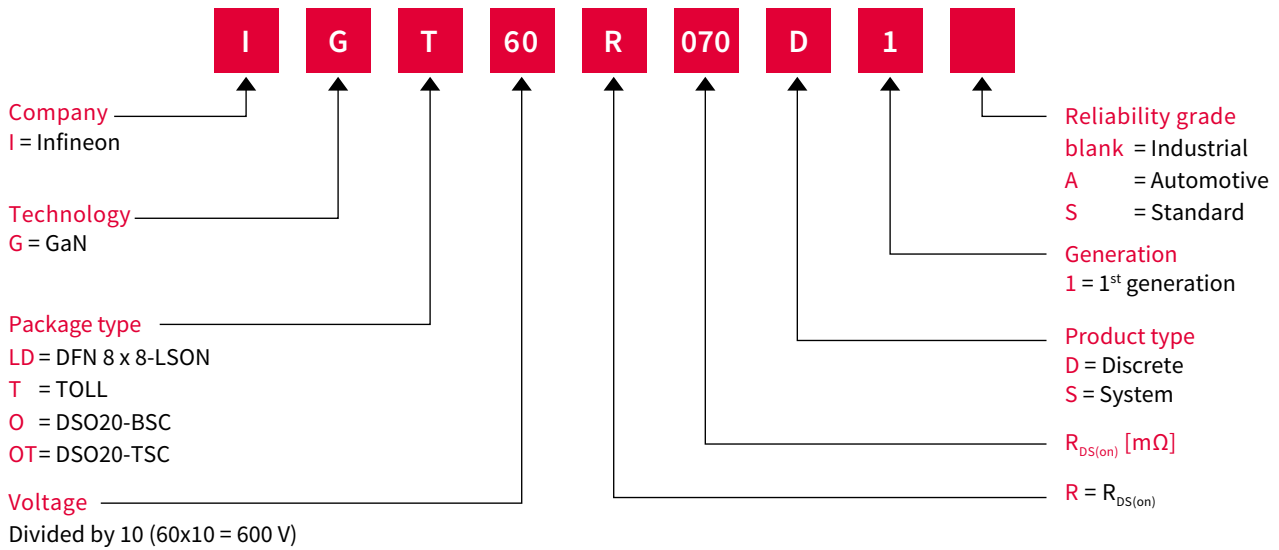 I G T 60 R 070 D 1
Company
I = Infineon
Technology
G = GaN
Package type
LD = DFN 8 x 8-LSON
T = TOLL
O = DSO20-BSC
OT = DSO20-TSC
Voltage
Divided by 10 (60x10 = 600 V)
Reliability grade
blank = Industrial
A = Automotive
S = Standard
Generation
1 = 1st generation
Product type
D = Discrete
S = System
RDS(on) [mΩ]
R = RDS(on)